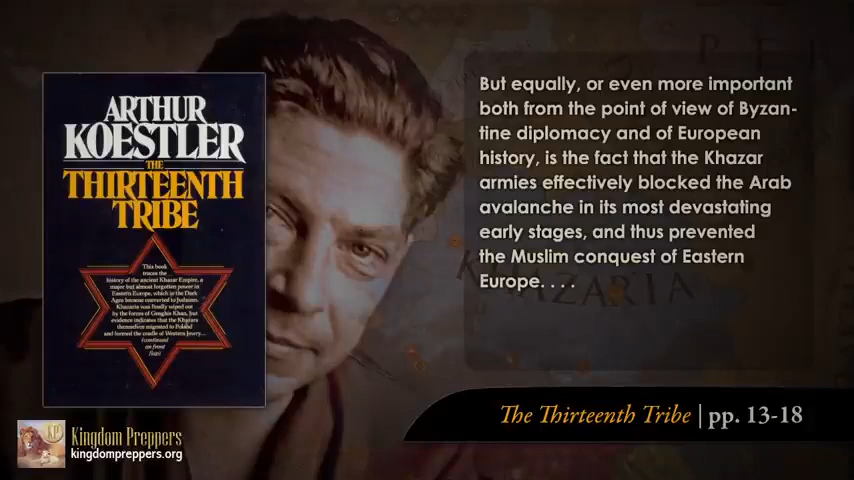 ARTHUR
KOESTLER
THE
THIRTEENTH
TRIBE
This book
traces the
history of the ancient Khazar Empire, a
major but almost forgotten power in
Eastern Europe, which in the Dark
Ages became converted to Judaism.
Khazaria was finally wiped out
by the forces of Genghis Khan, but
evidence indicates that the Khazars
themselves migrated to Poland
and formed the cradle of Western Jewry...
(continued
on front
flap)
But equally, or even more important
both from the point of view of Byzan-
tine diplomacy and of European
history, is the fact that the Khazar
armies effectively blocked the Arab
avalanche in its most devastating
early stages, and thus prevented
the Muslim conquest of Eastern
Europe. . . .
KHAZARIA
The Thirteenth Tribe | pp. 13-18
KP
Kingdom Preppers
kingdompreppers.org